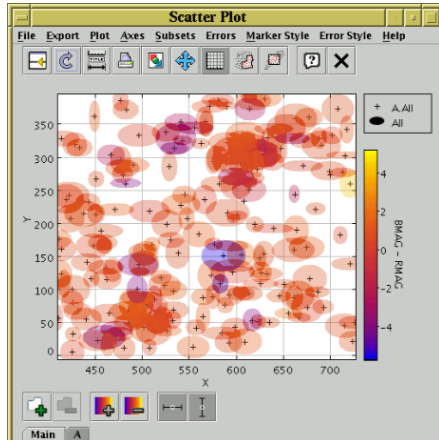 Scatter Plot
File Export Plot Axes Subsets Errors Marker Style Error Style Help
TITLE
?
350
300
250
200
150
100
50
0
Y
450 500 550 600 650 700
X
A.All
All
4
2
0
-2
-4
BMAG - RMAG
Main A